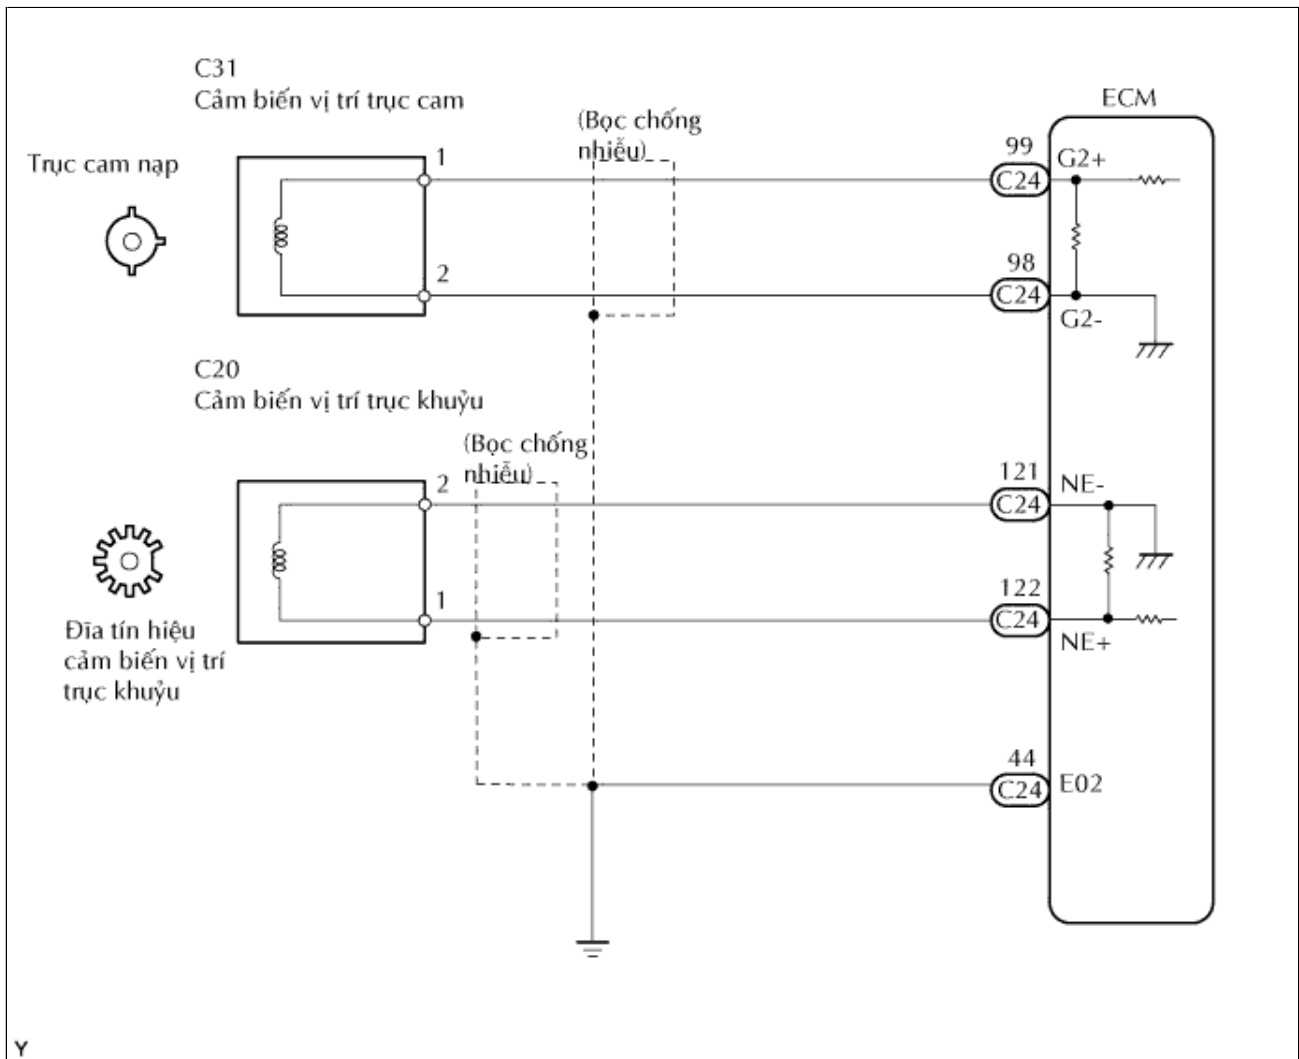 C31
Cảm biến vị trí trục cam
Trục cam nạp
1
2
(Bọc chống
nhiễu)
ECM
99
C24
G2+
98
C24
G2-
C20
Cảm biến vị trí trục khuỷu
(Bọc chống
nhiễu)
2
1
Đĩa tín hiệu
cảm biến vị trí
trục khuỷu
121
C24
NE-
122
C24
NE+
44
C24
E02
Y